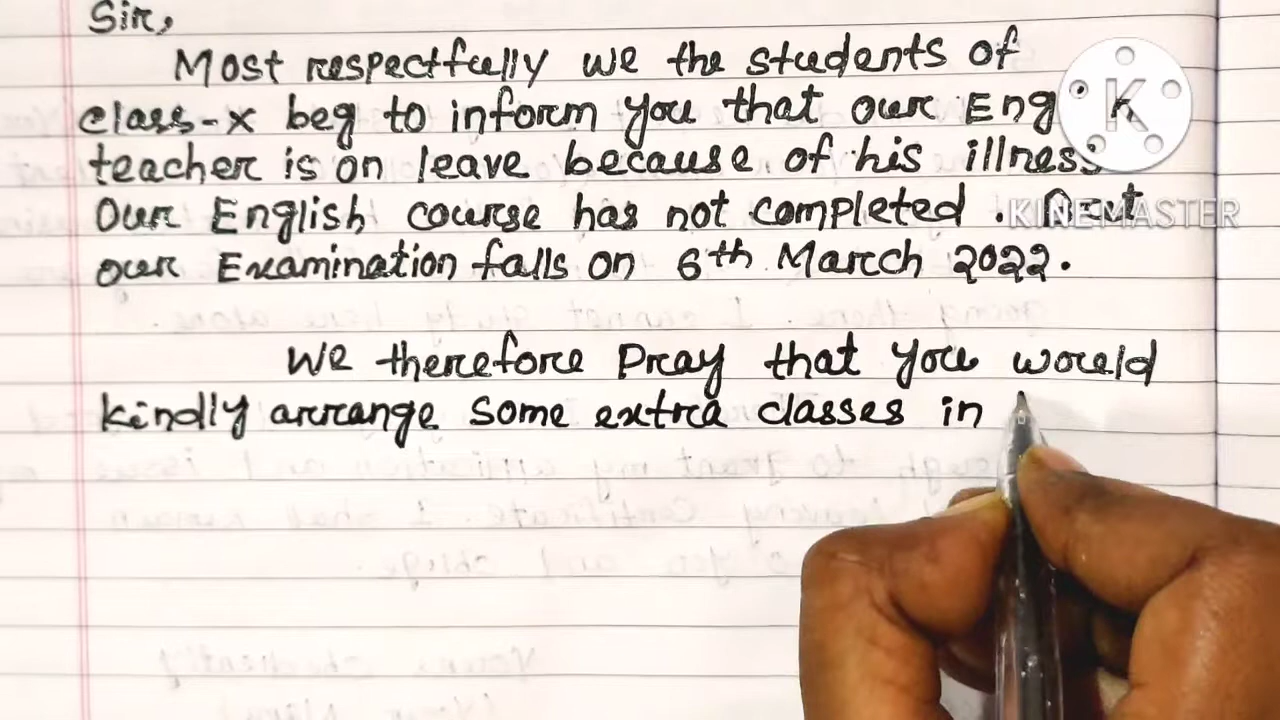 Sir,
Most respectfully we the students of
class-x beg to inform you that our Eng
teacher is on leave because of his illness
Our English course has not completed. But
our Examination falls on 6th March 2022.
We therefore Pray that you would
kindly arrange some extra classes in
K
KINEMASTER